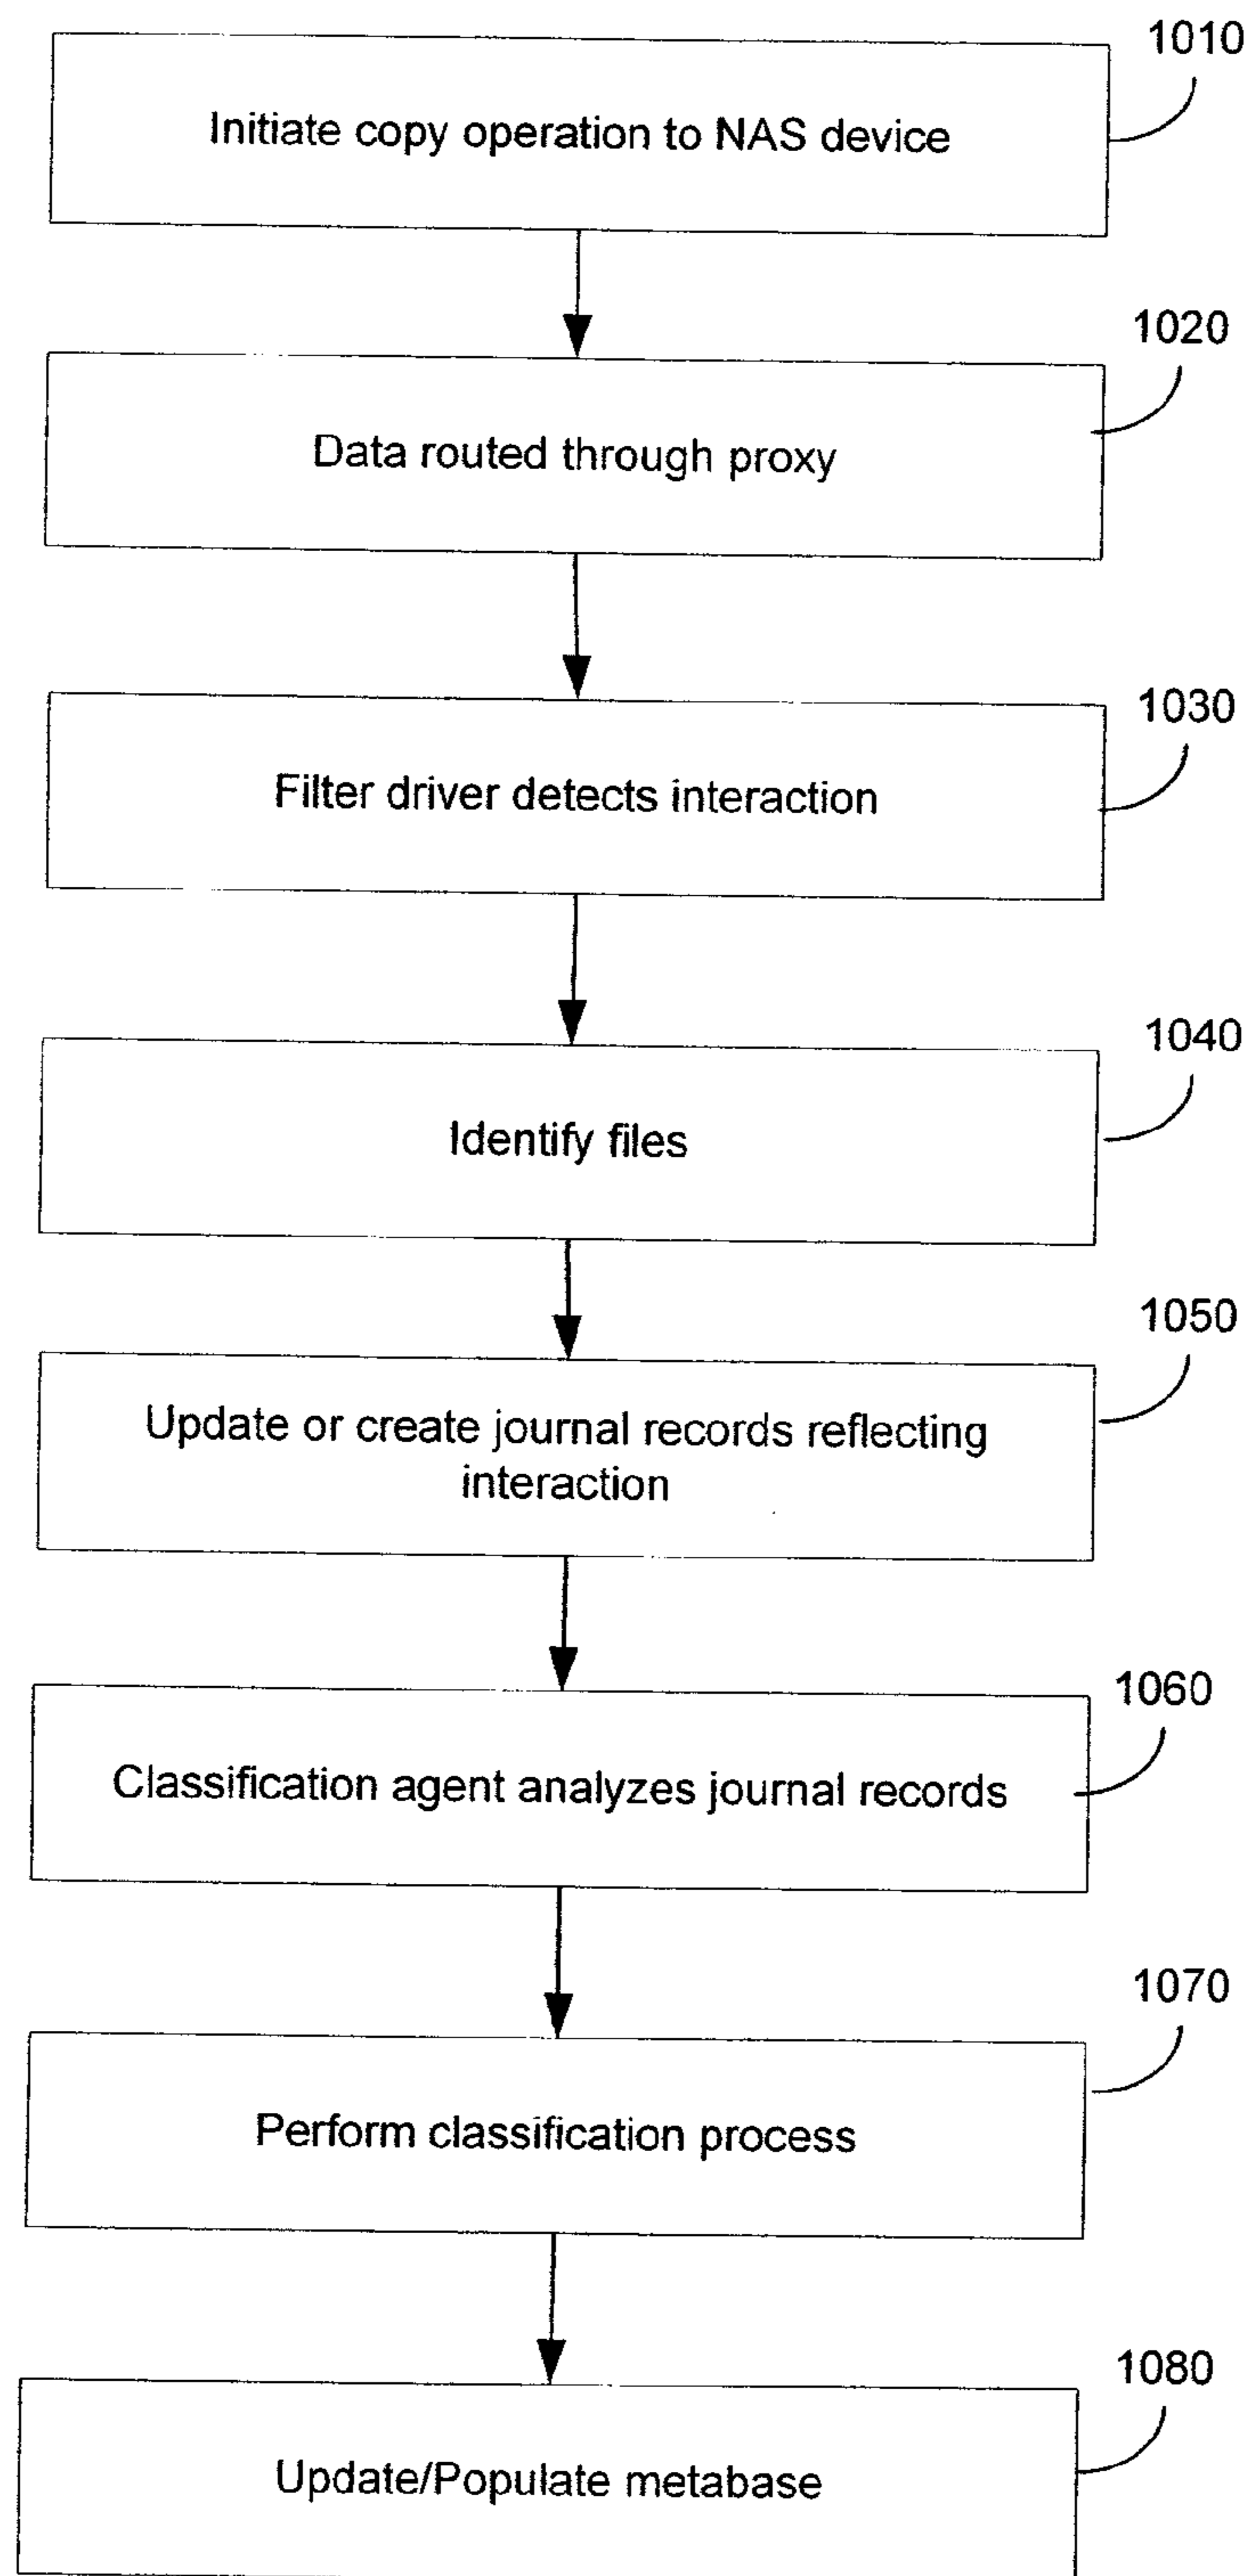 1010
Initiate copy operation to NAS device
1020
Data routed through proxy
1030
Filter driver detects interaction
1040
Identify files
1050
Update or create journal records reflecting
interaction
1060
Classification agent analyzes journal records
1070
Perform classification process
1080
Update/Populate metabase